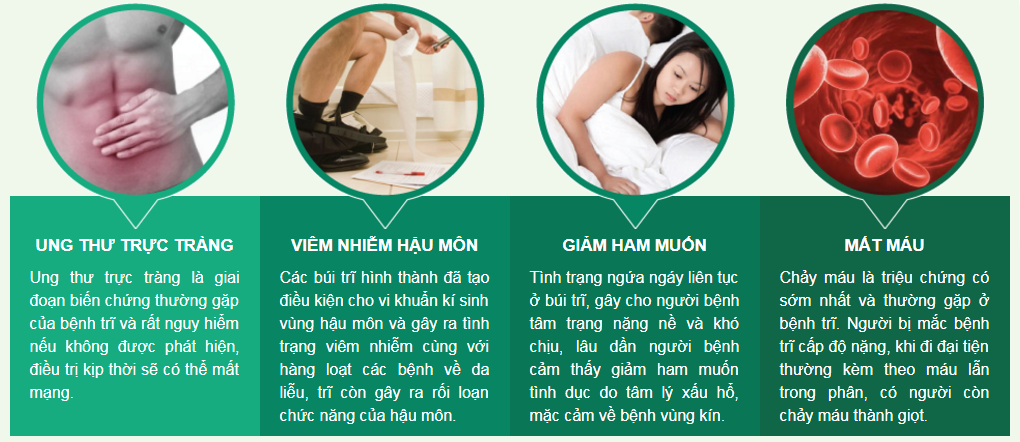 UNG THƯ TRỰC TRÀNG
Ung thư trực tràng là giai
đoạn biến chứng thường gặp
của bệnh trĩ và rất nguy hiểm
nếu không được phát hiện,
điều trị kịp thời sẽ có thể mất
mạng.
VIÊM NHIỄM HẬU MÔN
Các búi trĩ hình thành đã tạo
điều kiện cho vi khuẩn kí sinh
vùng hậu môn và gây ra tình
trạng viêm nhiễm cùng với
hàng loạt các bệnh về da
liễu, trĩ còn gây ra rối loạn
chức năng của hậu môn.
GIẢM HAM MUỐN
Tình trạng ngứa ngáy liên tục
ở búi trĩ, gây cho người bệnh
tâm trạng nặng nề và khó
chịu, lâu dần người bệnh
cảm thấy giảm ham muốn
tình dục do tâm lý xấu hổ,
mặc cảm về bệnh vùng kín.
MẤT MÁU
Chảy máu là triệu chứng có
sớm nhất và thường gặp ở
bệnh trĩ. Người bị mắc bệnh
trĩ cấp độ nặng, khi đi đại tiện
thường kèm theo máu lẫn
trong phân, có người còn
chảy máu thành giọt.